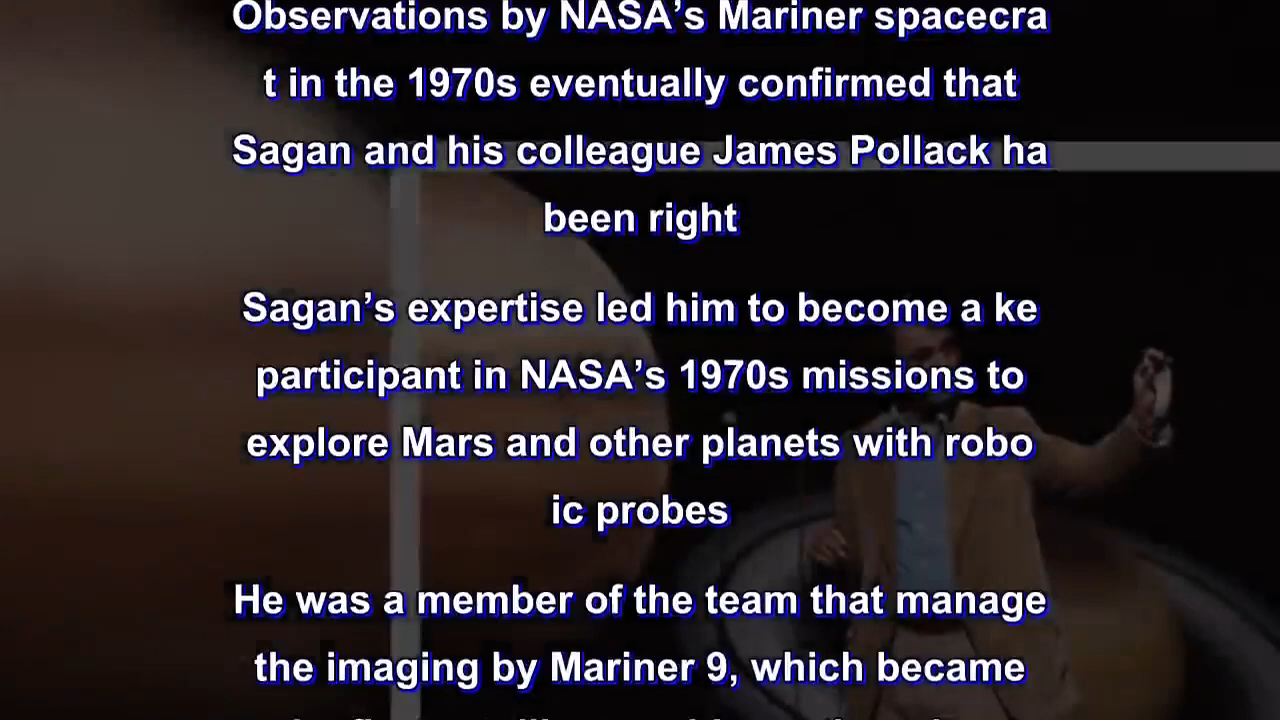 Observations by NASA’s Mariner spacecra
t in the 1970s eventually confirmed that
Sagan and his colleague James Pollack ha
been right
Sagan’s expertise led him to become a ke
participant in NASA’s 1970s missions to
explore Mars and other planets with robo
ic probes
He was a member of the team that manage
the imaging by Mariner 9, which became